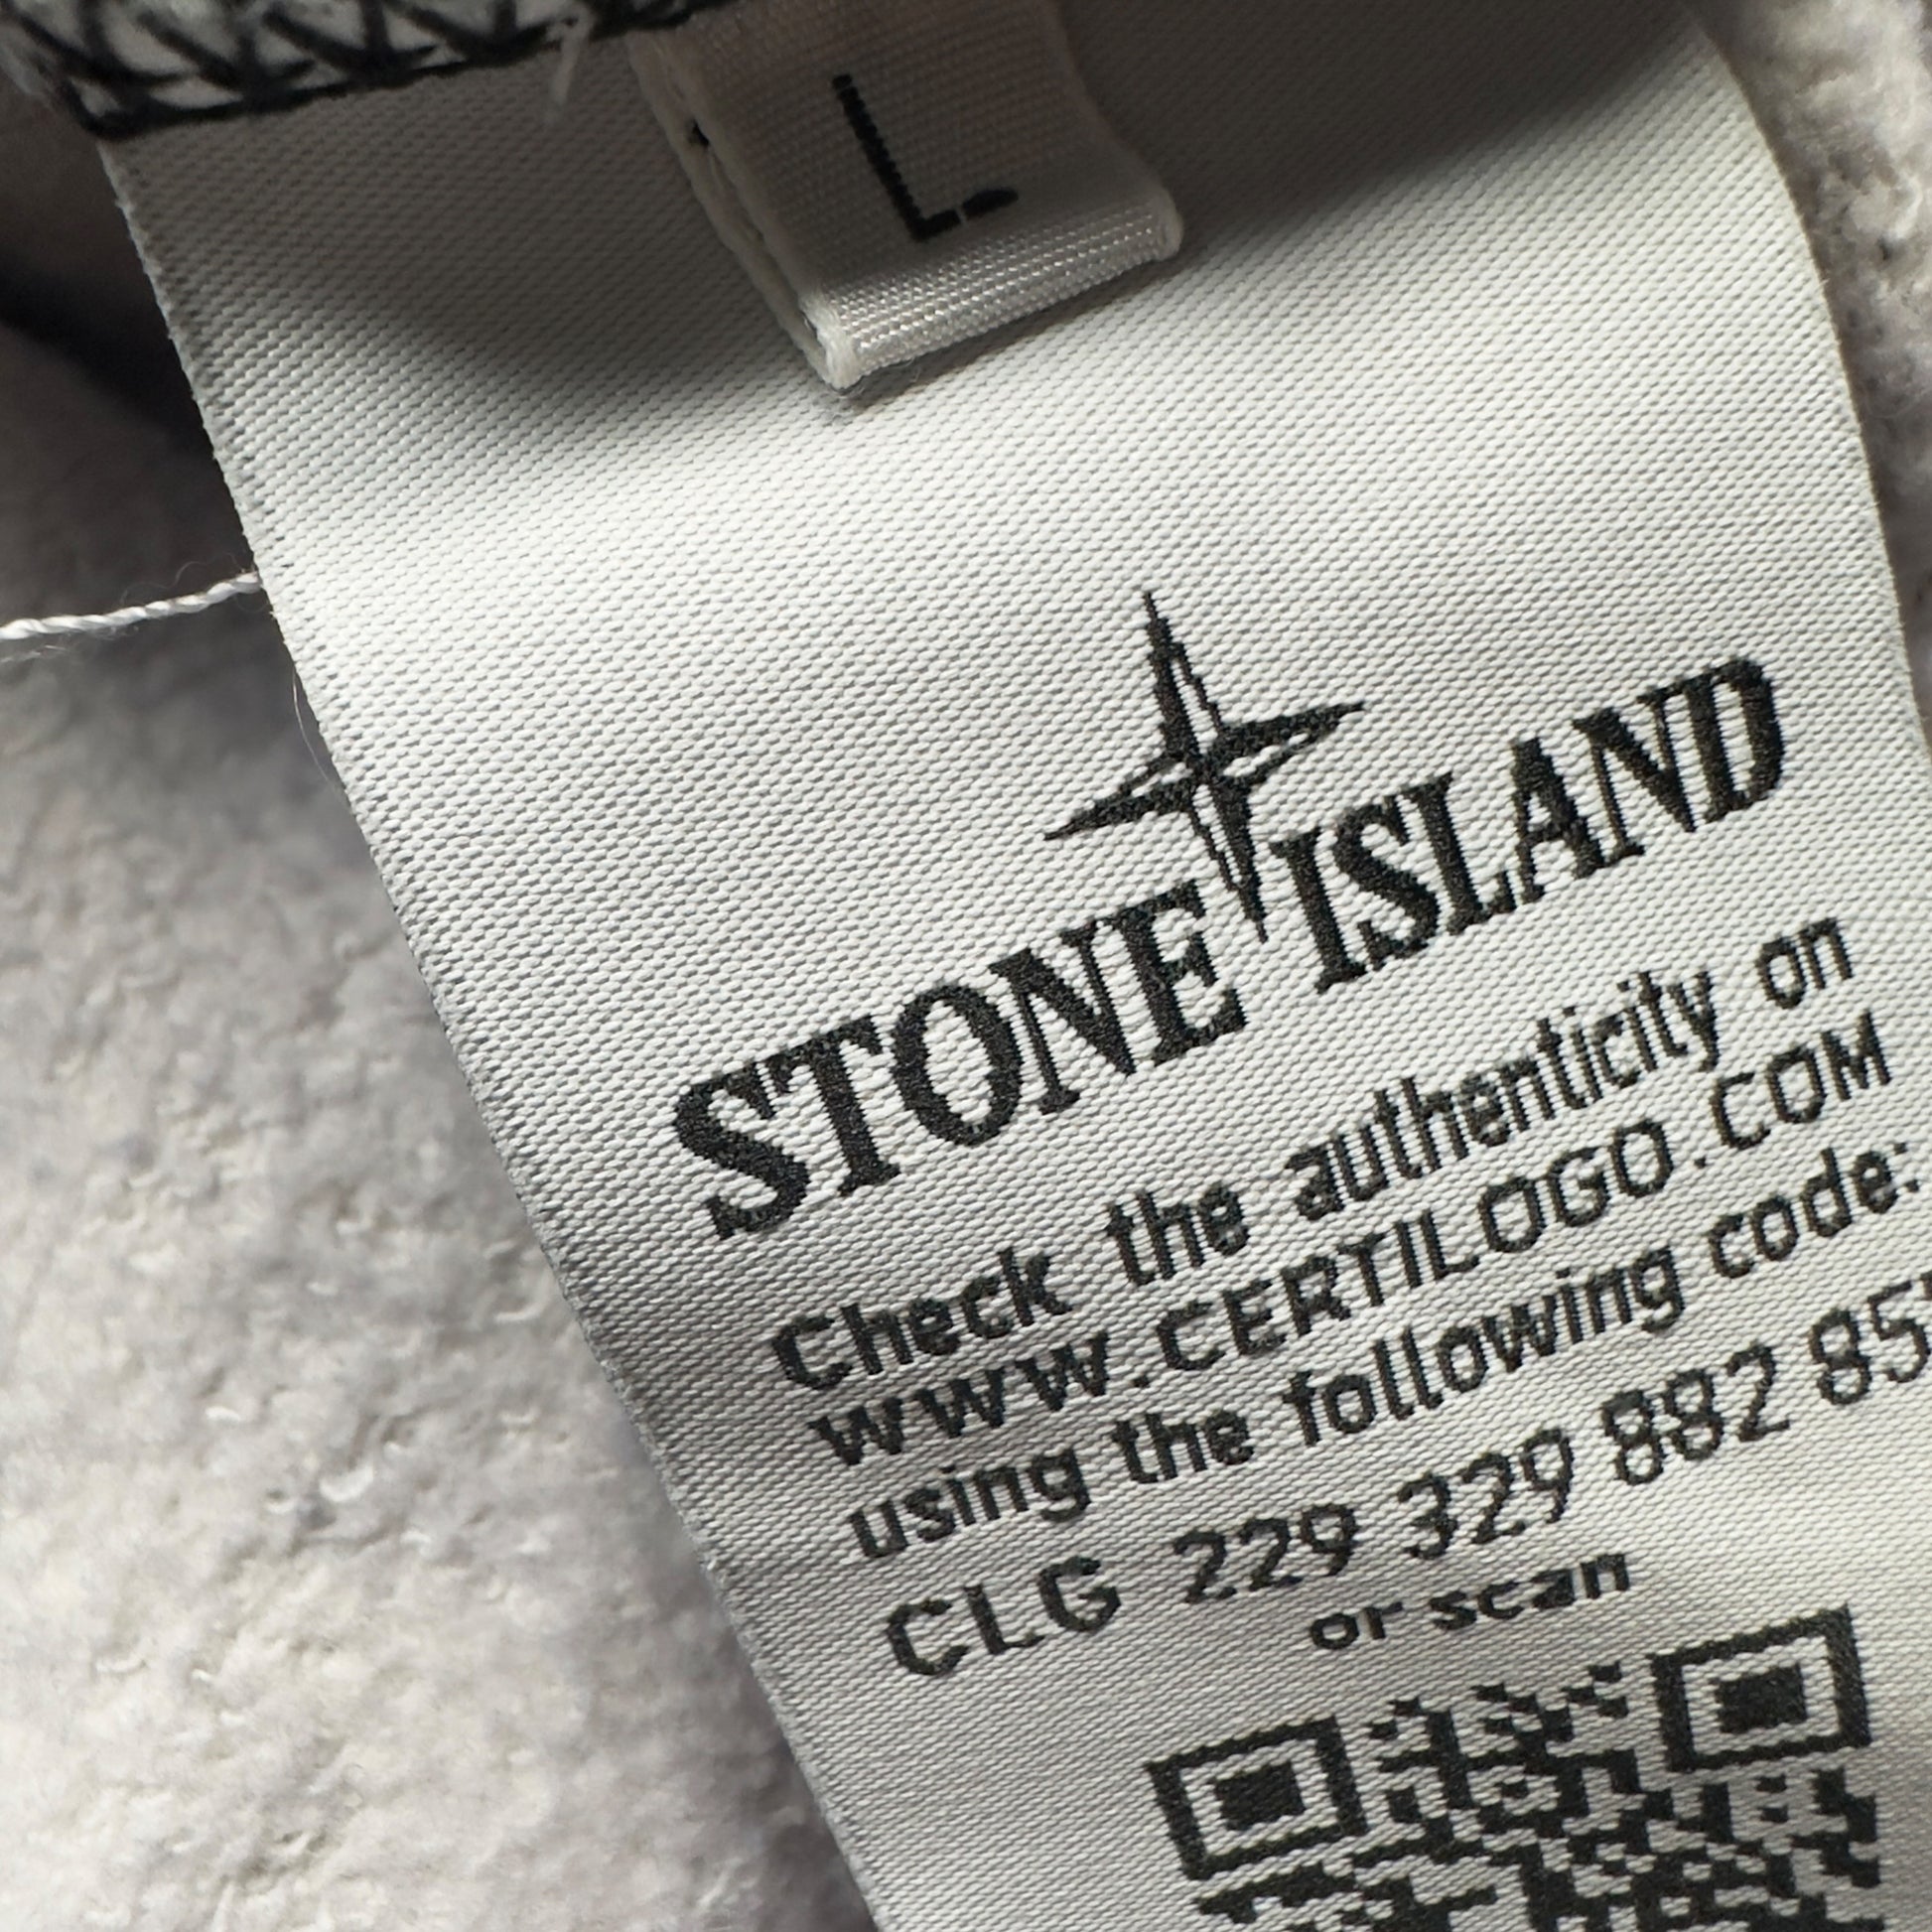 L
STONE ISLAND
Check the authenticity on
WWW.CERTILOGO.COM
using the following code:
CLG 229 329 882 85
or scan